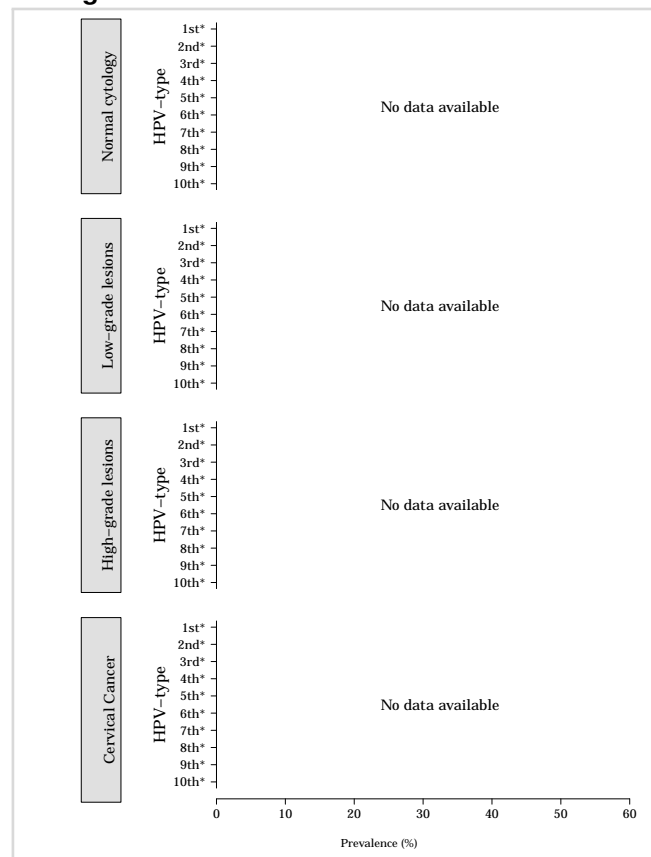 Normal cytology
HPV−type
1st*
2nd*
3rd*
4th*
5th*
6th*
7th*
8th*
9th*
10th*
No data available
Low−grade lesions
HPV−type
1st*
2nd*
3rd*
4th*
5th*
6th*
7th*
8th*
9th*
10th*
No data available
High−grade lesions
HPV−type
1st*
2nd*
3rd*
4th*
5th*
6th*
7th*
8th*
9th*
10th*
No data available
Cervical Cancer
HPV−type
1st*
2nd*
3rd*
4th*
5th*
6th*
7th*
8th*
9th*
10th*
No data available
0 10 20 30 40 50 60
Prevalence (%)